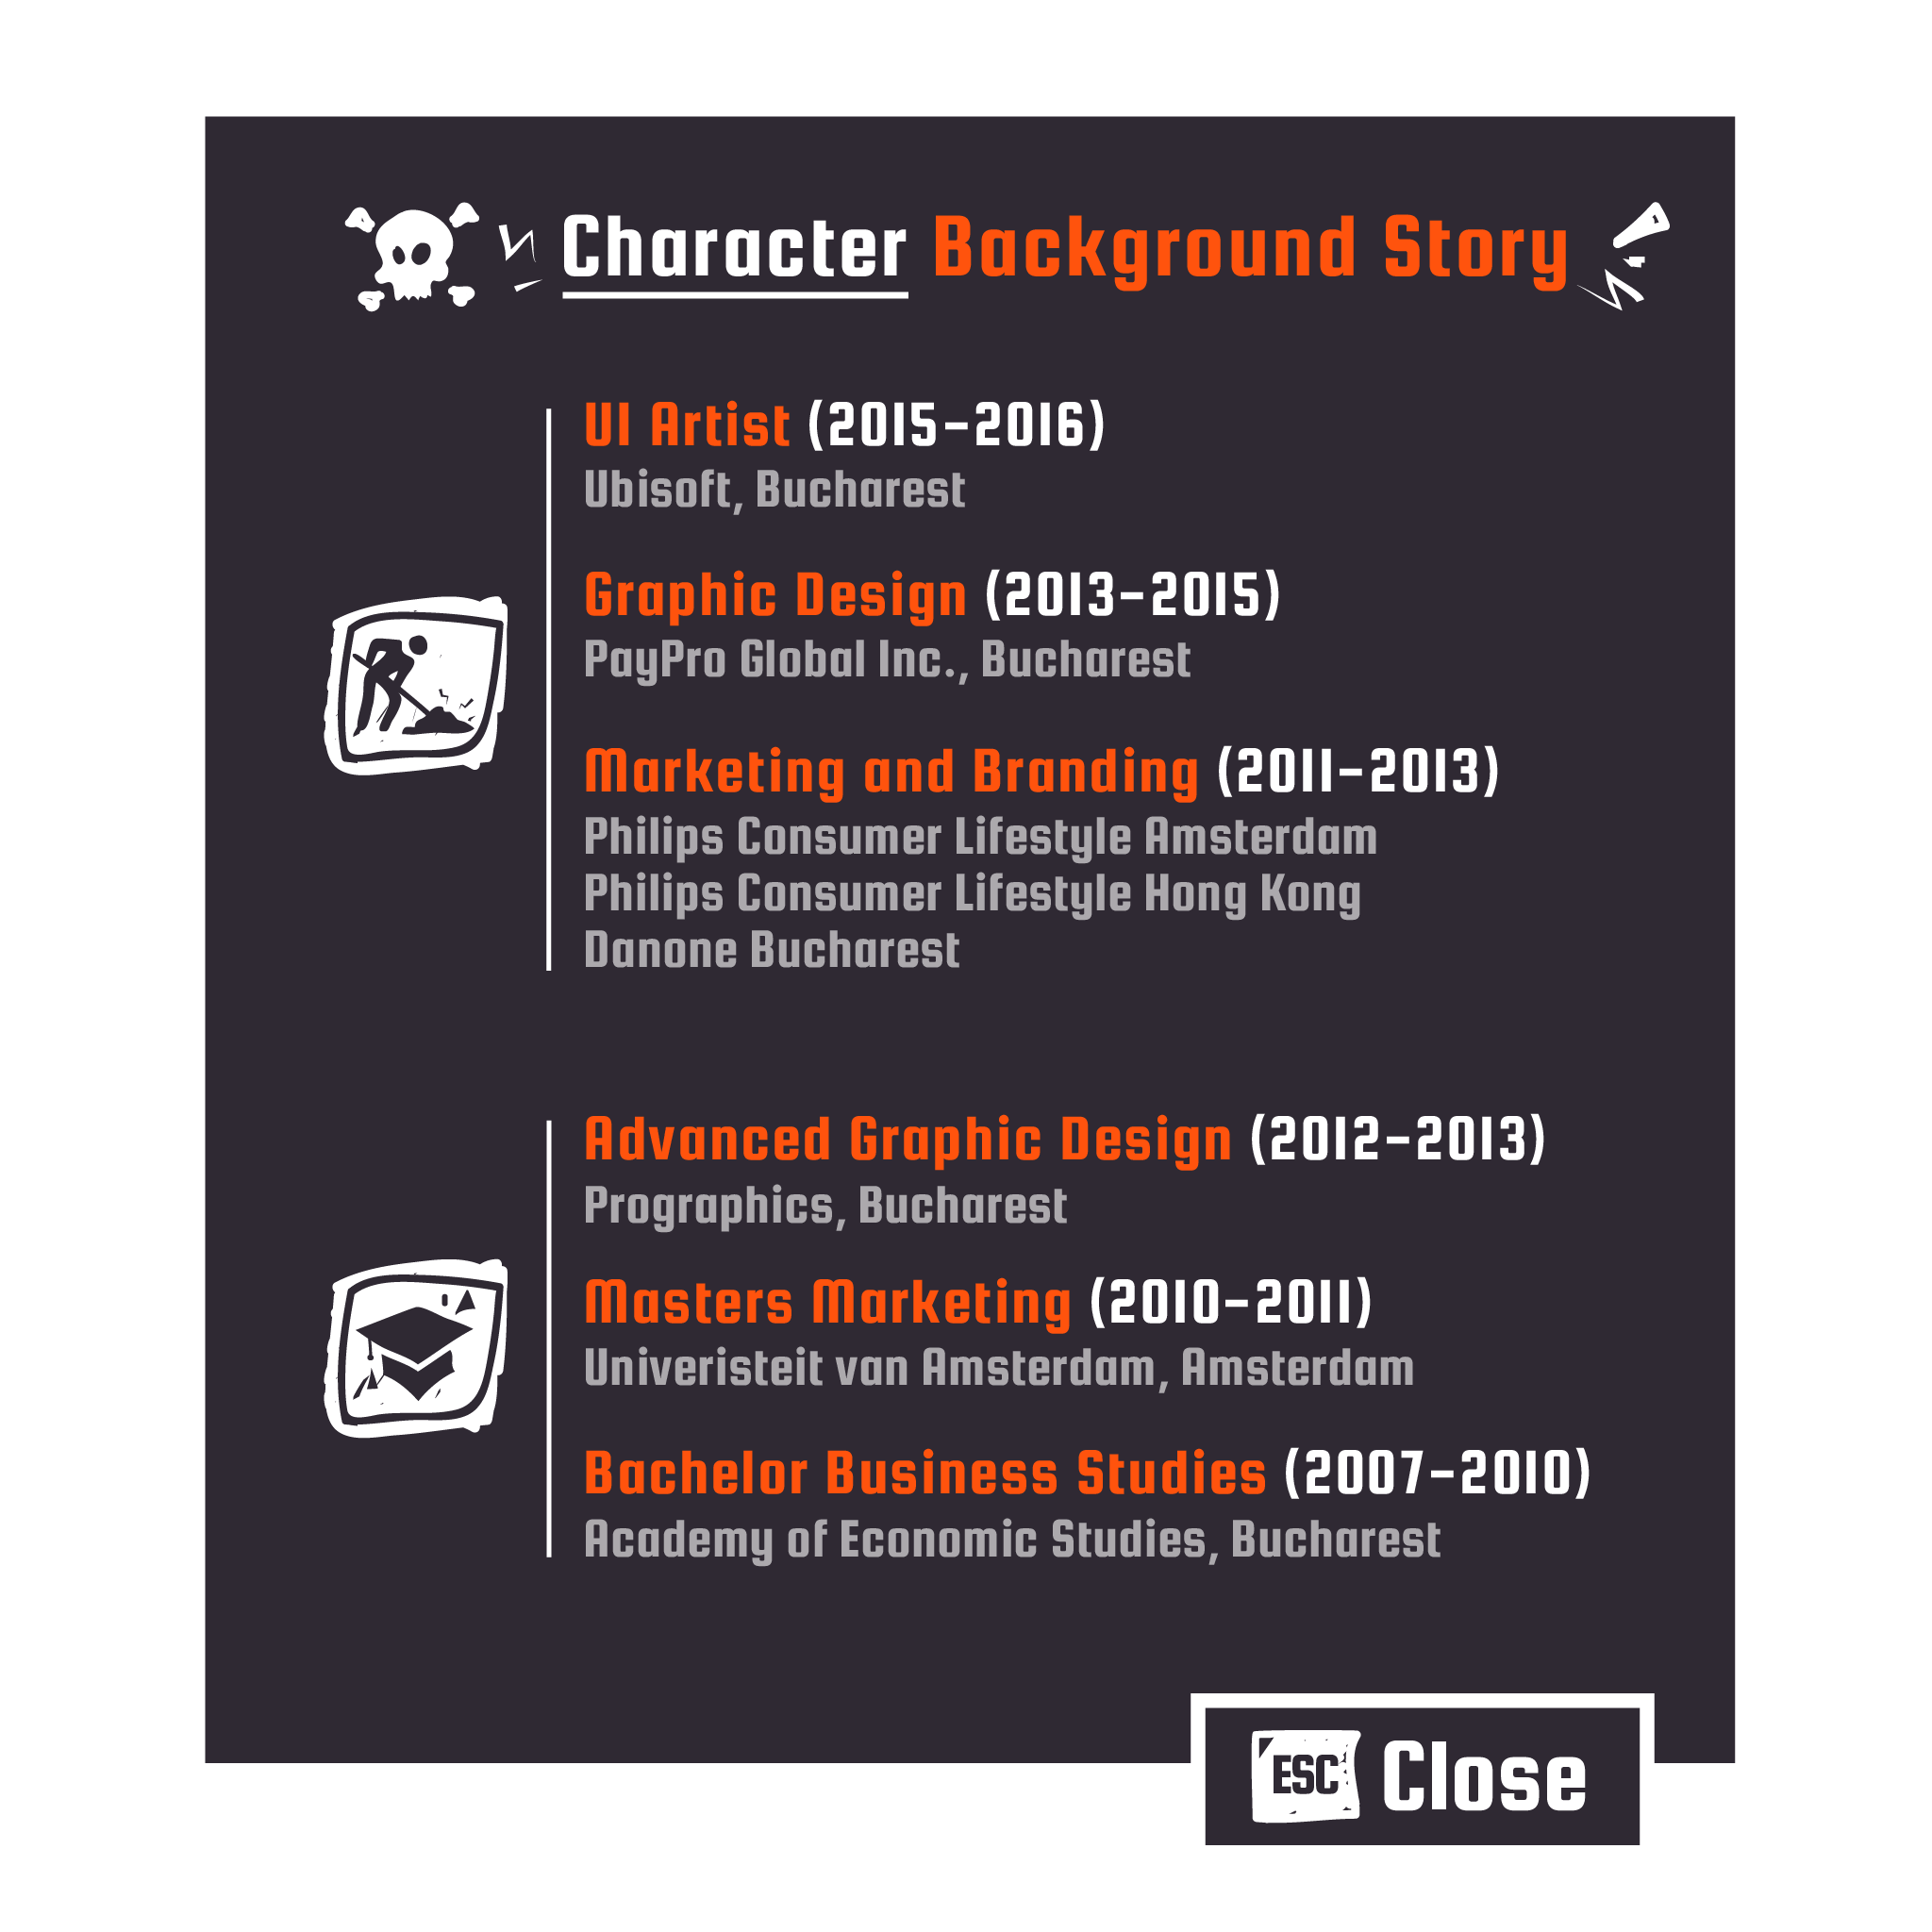 Character Background Story
UI Artist (2015-2016)
Ubisoft, Bucharest
Graphic Design (2013-2015)
PayPro Global Inc., Bucharest
Marketing and Branding (2011-2013)
Philips Consumer Lifestyle Amsterdam
Philips Consumer Lifestyle Hong Kong
Danone Bucharest
Advanced Graphic Design (2012-2013)
Prographics, Bucharest
Masters Marketing (2010-2011)
Univeristeit van Amsterdam, Amsterdam
Bachelor Business Studies (2007-2010)
Academy of Economic Studies, Bucharest
ESC Close